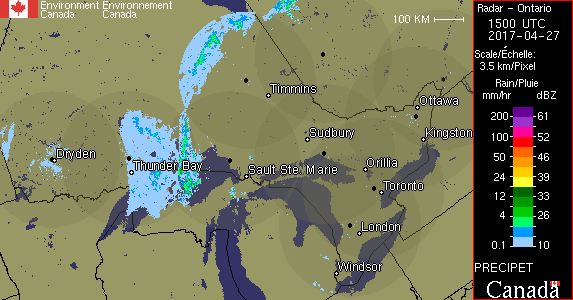 Environment Environnement
Canada Canada
100 KM
Radar - Ontario
1500 UTC
2017-04-27
Scale/Échelle:
3.5 km/Pixel
Rain/Pluie
mm/hr dBZ
200 61
100 52
50 46
24 39
12 33
4 26
0.1 10
PRECIPET
Canada
Timmins
Ottawa
Sudbury
Kingston
Dryden
Thunder Bay
Sault Ste. Marie
Orillia
Toronto
London
Windsor